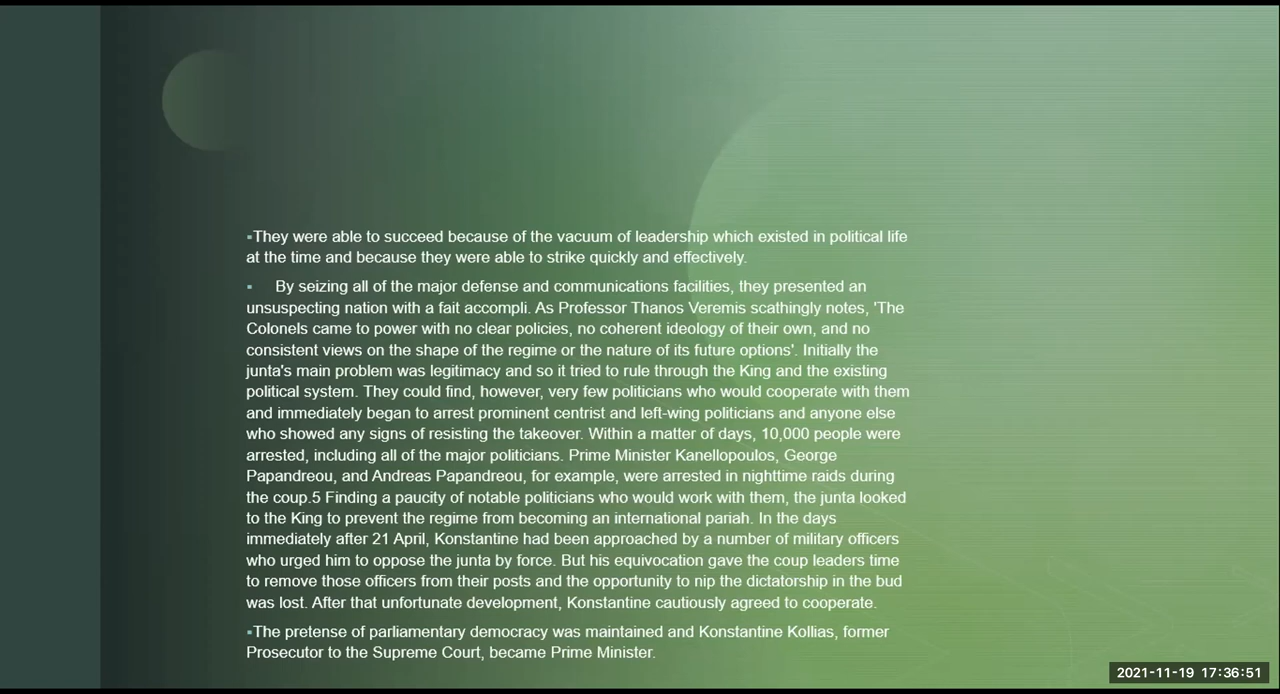 ▪They were able to succeed because of the vacuum of leadership which existed in political life
at the time and because they were able to strike quickly and effectively.
▪ By seizing all of the major defense and communications facilities, they presented an
unsuspecting nation with a fait accompli. As Professor Thanos Veremis scathingly notes, 'The
Colonels came to power with no clear policies, no coherent ideology of their own, and no
consistent views on the shape of the regime or the nature of its future options'. Initially the
junta's main problem was legitimacy and so it tried to rule through the King and the existing
political system. They could find, however, very few politicians who would cooperate with them
and immediately began to arrest prominent centrist and left-wing politicians and anyone else
who showed any signs of resisting the takeover. Within a matter of days, 10,000 people were
arrested, including all of the major politicians. Prime Minister Kanellopoulos, George
Papandreou, and Andreas Papandreou, for example, were arrested in nighttime raids during
the coup.5 Finding a paucity of notable politicians who would work with them, the junta looked
to the King to prevent the regime from becoming an international pariah. In the days
immediately after 21 April, Konstantine had been approached by a number of military officers
who urged him to oppose the junta by force. But his equivocation gave the coup leaders time
to remove those officers from their posts and the opportunity to nip the dictatorship in the bud
was lost. After that unfortunate development, Konstantine cautiously agreed to cooperate.
▪The pretense of parliamentary democracy was maintained and Konstantine Kollias, former
Prosecutor to the Supreme Court, became Prime Minister.
2021-11-19 17:36:51